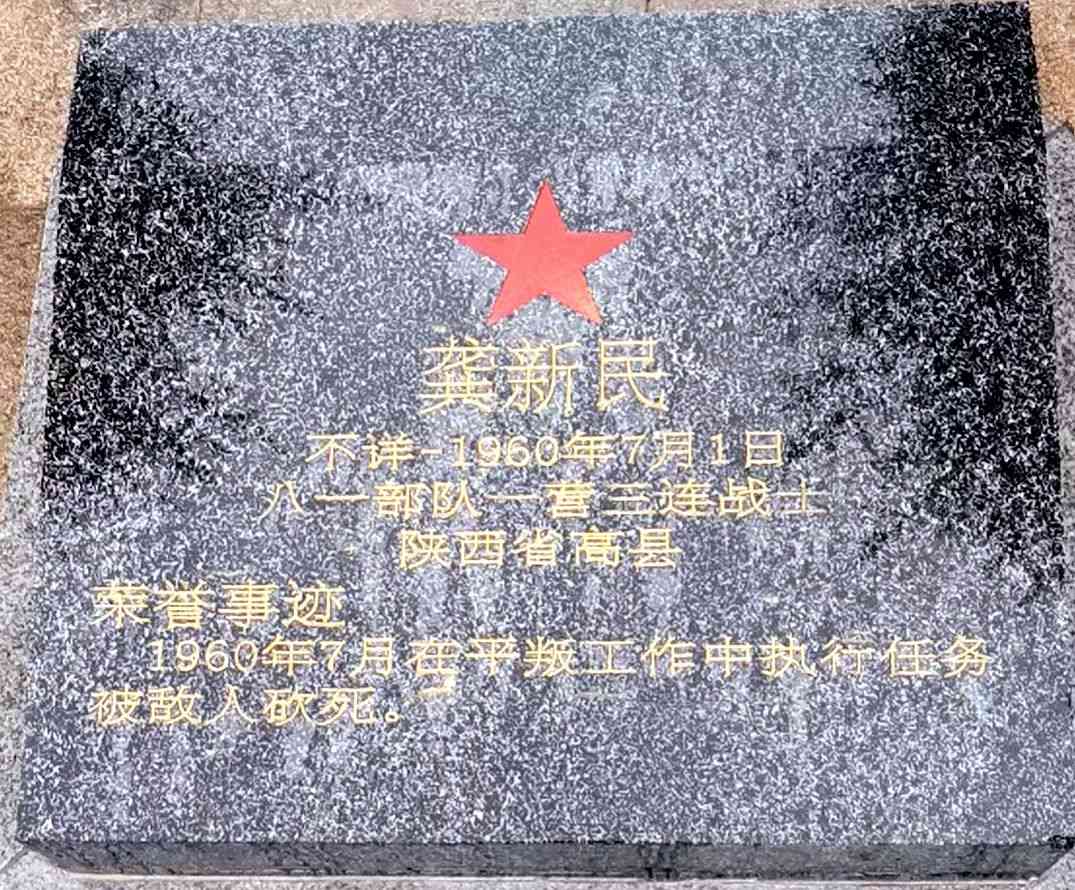 龚新民
不详-1960年7月1日
八一部队一营三连战士
陕西省高县
荣誉事迹
1960年7月在平叛工作中执行任务
被敌人砍死。